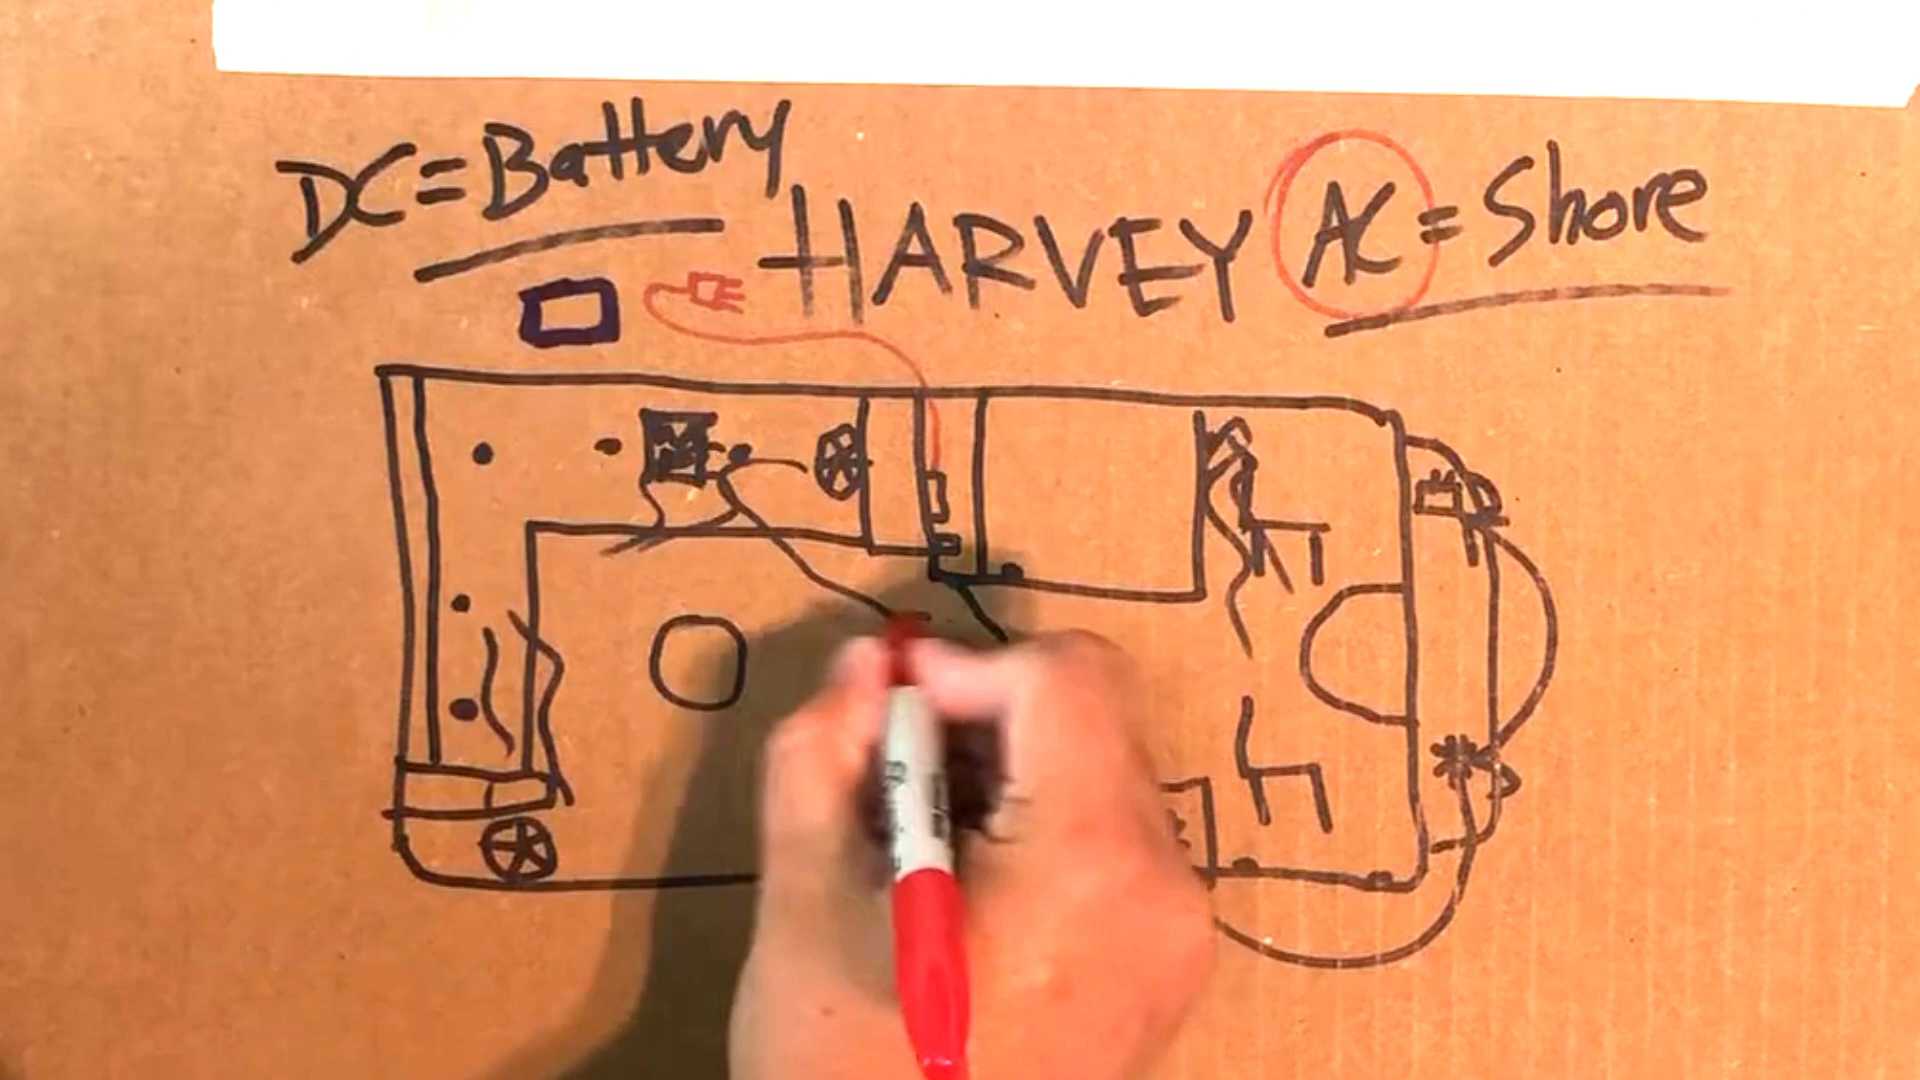 DC = Battery
HARVEY
AC = Shore